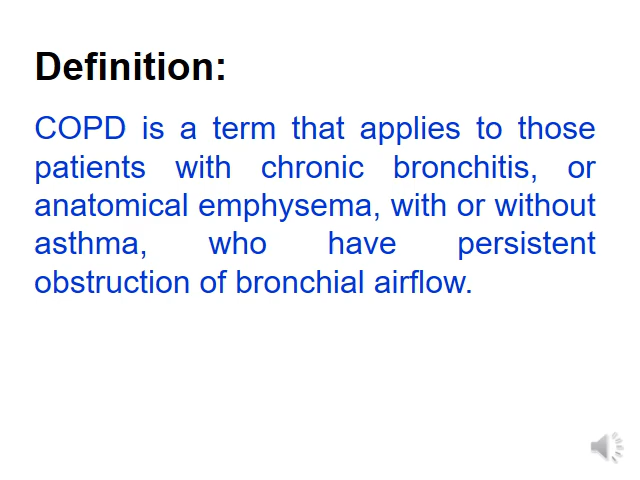 Definition:
COPD is a term that applies to those
patients with chronic bronchitis, or
anatomical emphysema, with or without
asthma, who have persistent
obstruction of bronchial airflow.